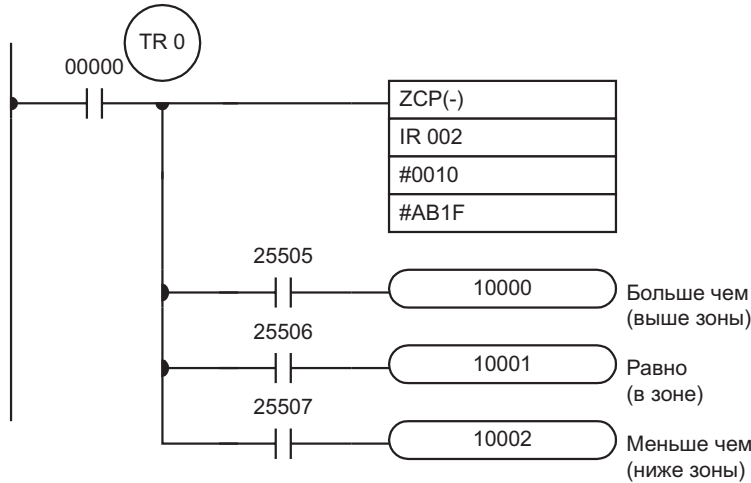 TR 0
00000
ZCP(-)
IR 002
#0010
#AB1F
25505
10000
Больше чем
(выше зоны)
25506
10001
Равно
(в зоне)
25507
10002
Меньше чем
(ниже зоны)